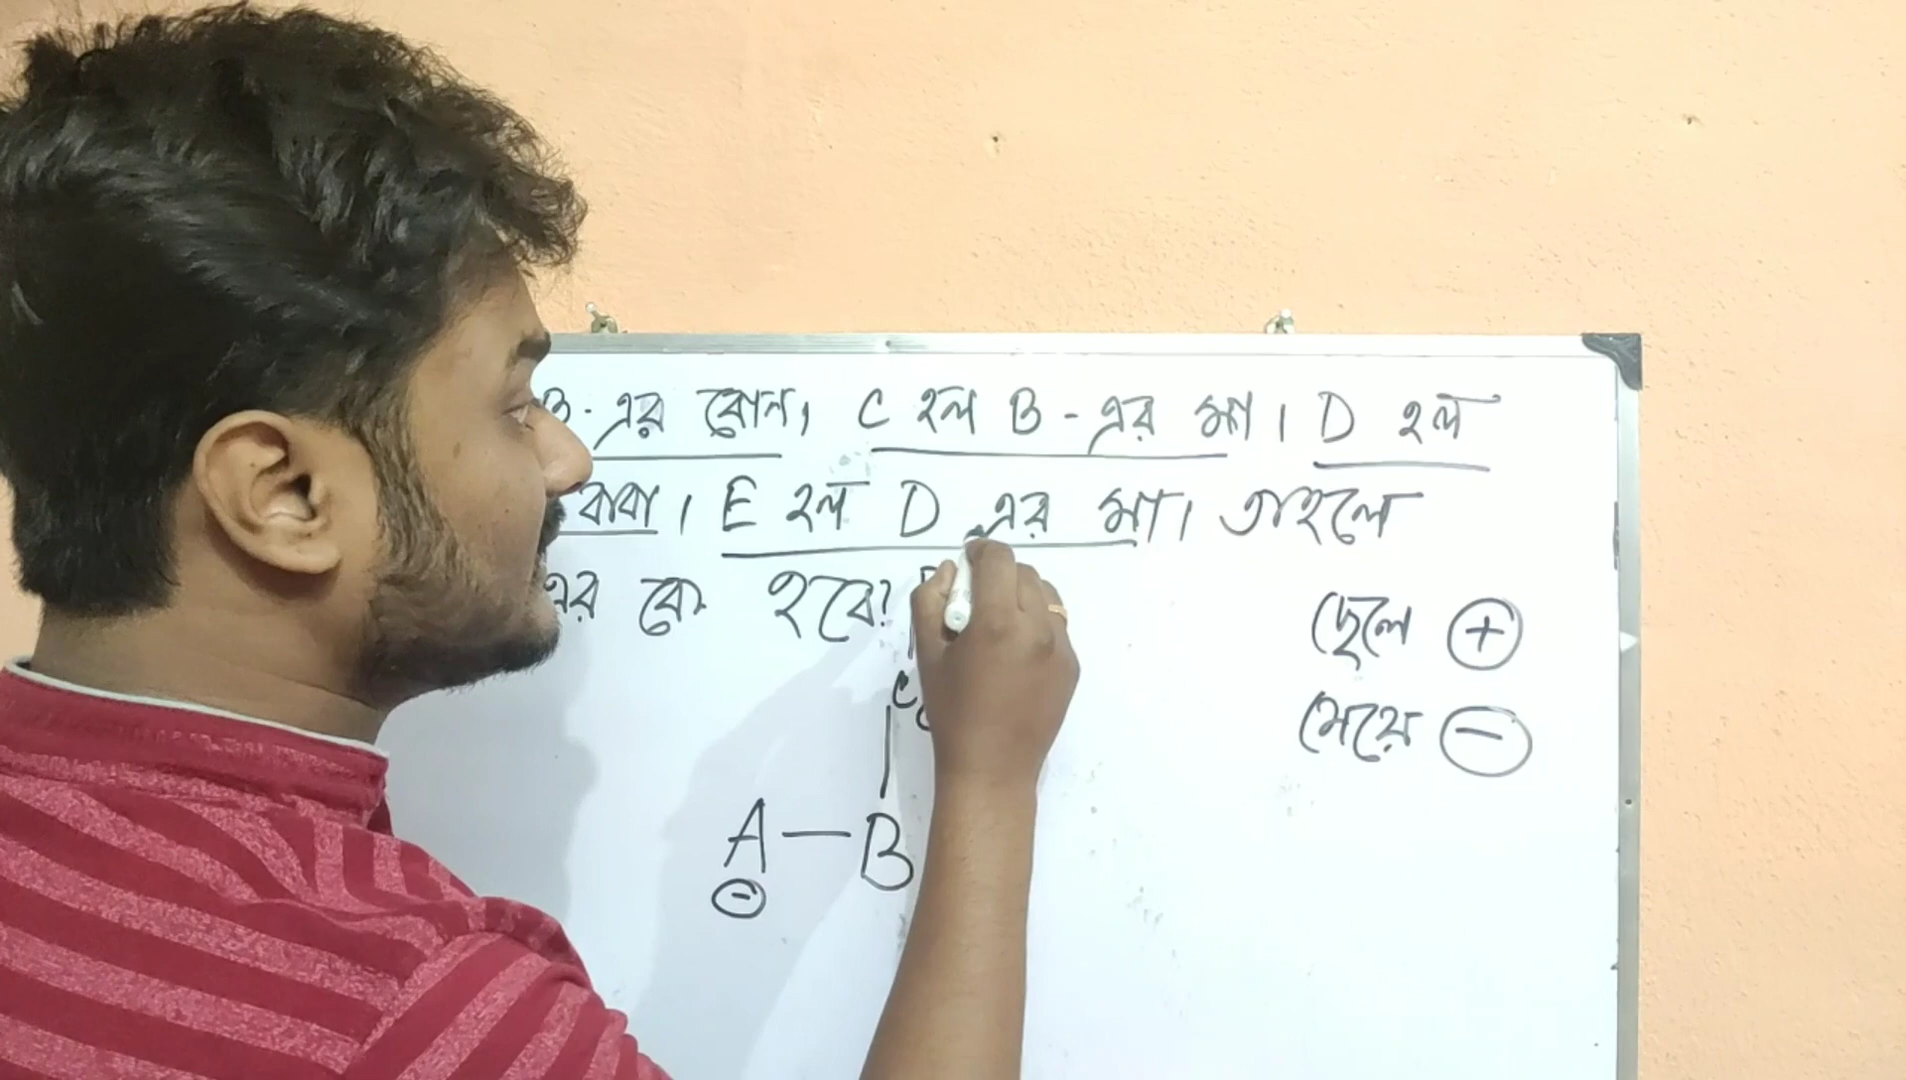 B-এর বোন, C হল B-এর মা। D হল
বাবা। E হল D এর মা। তাহলে
এর কে হবে?
ছেলে +
মেয়ে -
C
A — B
-